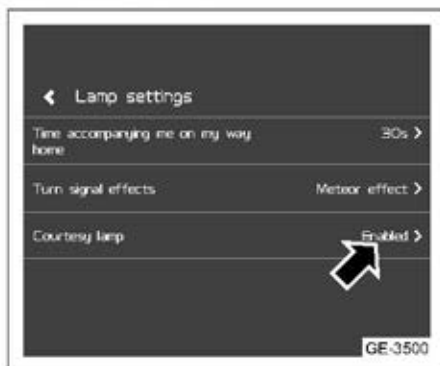 Lamp settings
Time accompanying me on my way
home
30s
Turn signal effects
Meteor effect
Courtesy lamp
Enabled
GE-3500